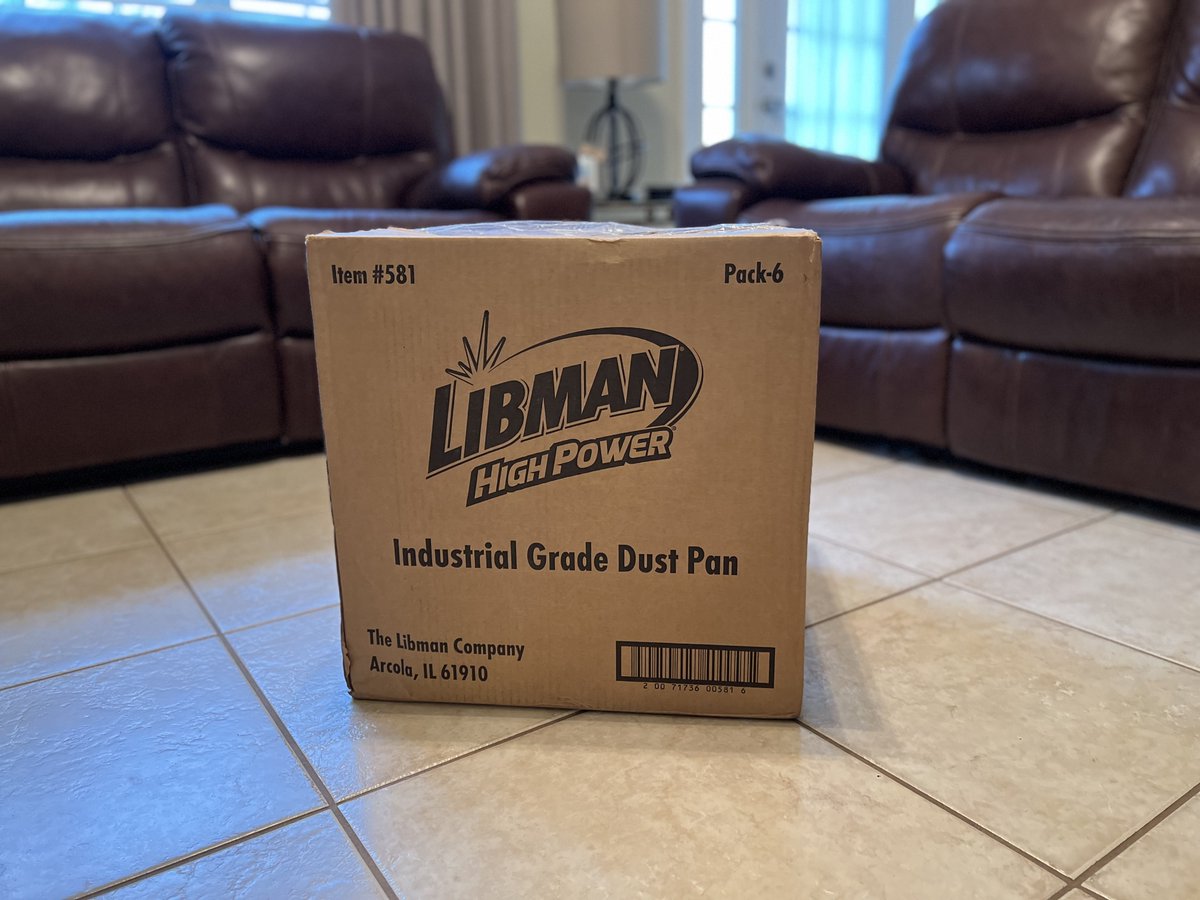 Item #581
Pack-6
LIBMAN
HIGH POWER
Industrial Grade Dust Pan
The Libman Company
Arcola, IL 61910
2 00 71736 00581 6